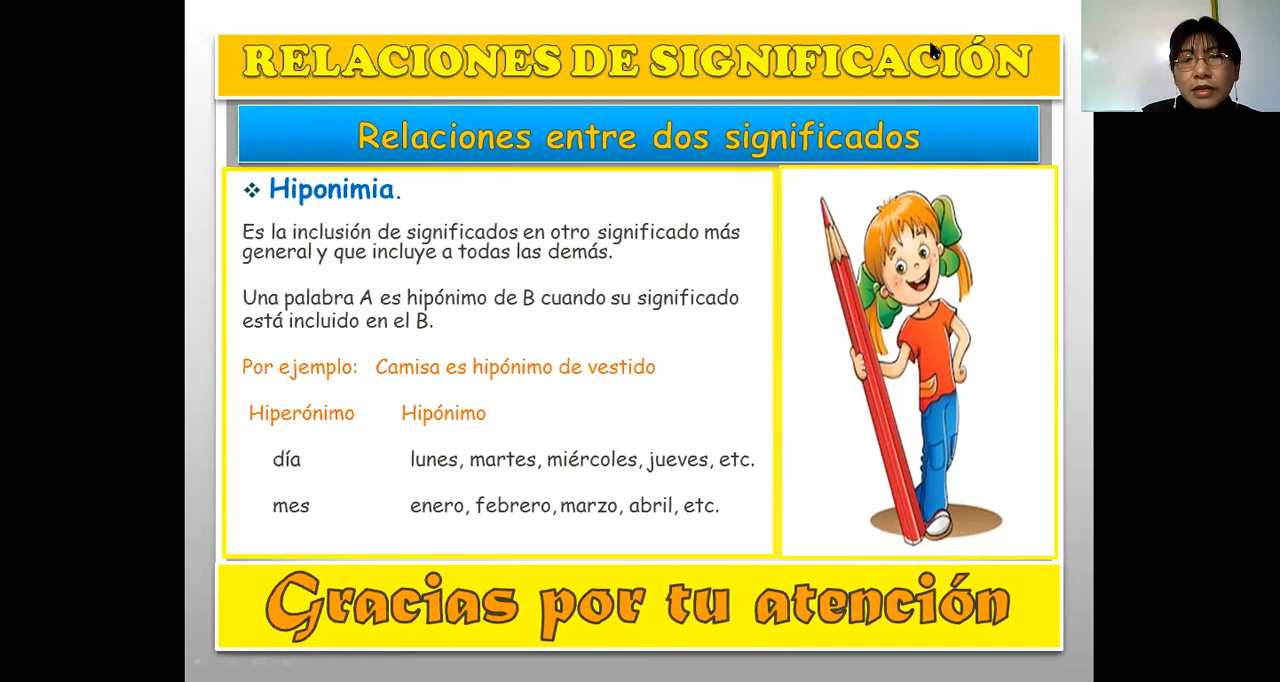 RELACIONES DE SIGNIFICACIÓN
Relaciones entre dos significados
Hiponimia.
Es la inclusión de significados en otro significado más
general y que incluye a todas las demás.
Una palabra A es hipónimo de B cuando su significado
está incluido en el B.
Por ejemplo: Camisa es hipónimo de vestido
Hiperónimo Hipónimo
día lunes, martes, miércoles, jueves, etc.
mes enero, febrero, marzo, abril, etc.
Gracias por tu atención